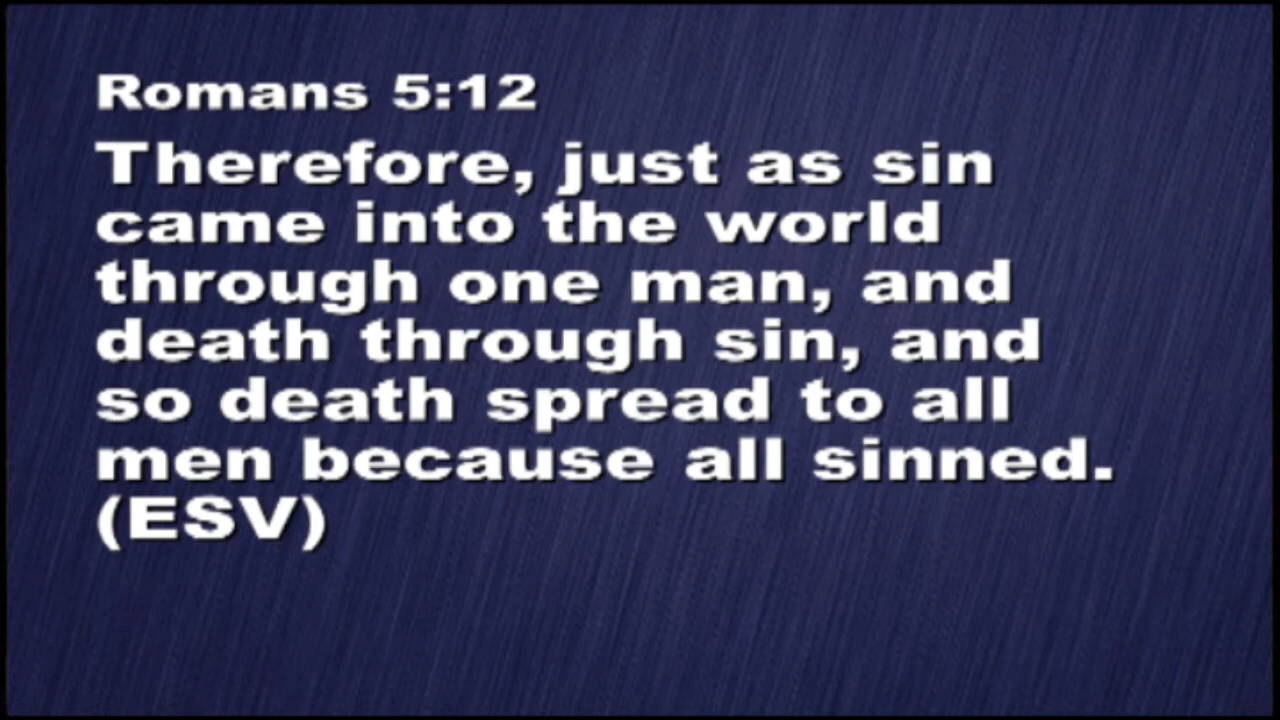 Romans 5:12
Therefore, just as sin
came into the world
through one man, and
death through sin, and
so death spread to all
men because all sinned.
(ESV)